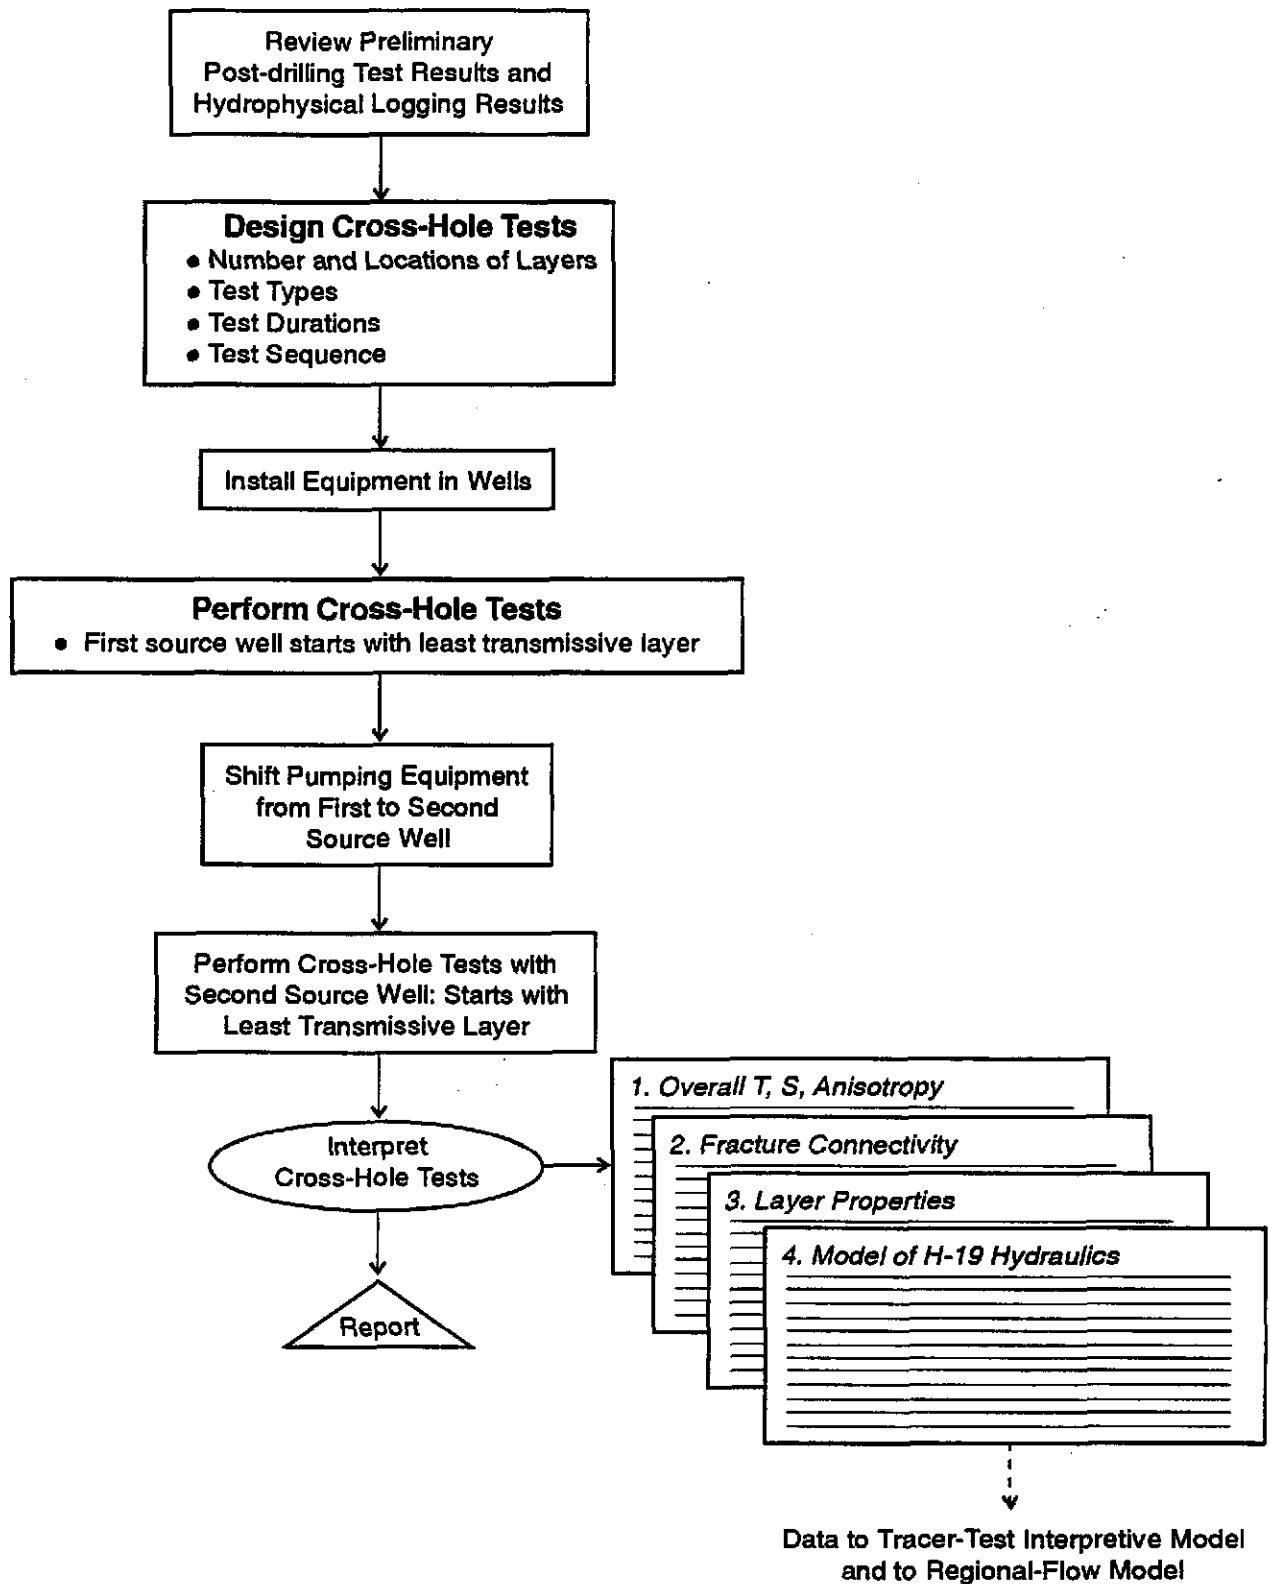 Review Preliminary
Post-drilling Test Results and
Hydrophysical Logging Results
Design Cross-Hole Tests
● Number and Locations of Layers
● Test Types
● Test Durations
● Test Sequence
Install Equipment in Wells
Perform Cross-Hole Tests
● First source well starts with least transmissive layer
Shift Pumping Equipment
from First to Second
Source Well
Perform Cross-Hole Tests with
Second Source Well: Starts with
Least Transmissive Layer
Interpret
Cross-Hole Tests
Report
1. Overall T, S, Anisotropy
2. Fracture Connectivity
3. Layer Properties
4. Model of H-19 Hydraulics
Data to Tracer-Test Interpretive Model
and to Regional-Flow Model